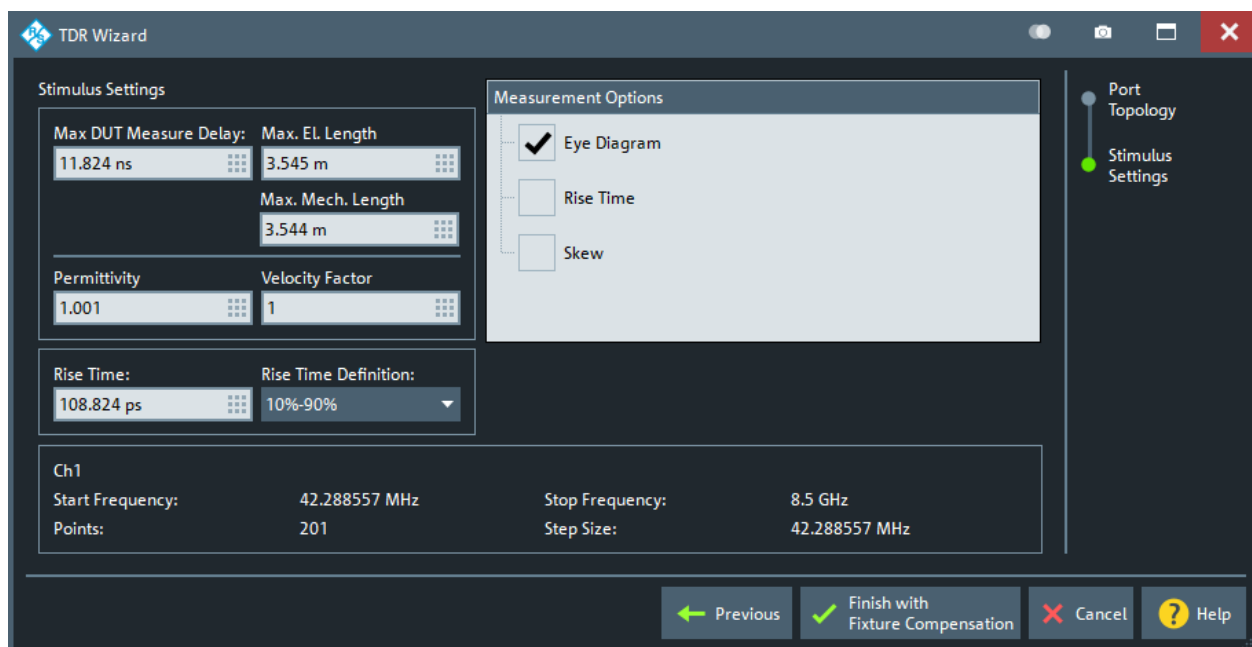 TDR Wizard
Stimulus Settings
Max DUT Measure Delay: Max. El. Length
11.824 ns 3.545 m
Max. Mech. Length
3.544 m
Permittivity Velocity Factor
1.001 1
Rise Time: Rise Time Definition:
108.824 ps 10%-90%
Measurement Options
Eye Diagram
Rise Time
Skew
Port
Topology
Stimulus
Settings
Ch1
Start Frequency: 42.288557 MHz Stop Frequency: 8.5 GHz
Points: 201 Step Size: 42.288557 MHz
Previous
Finish with
Fixture Compensation
Cancel
? Help